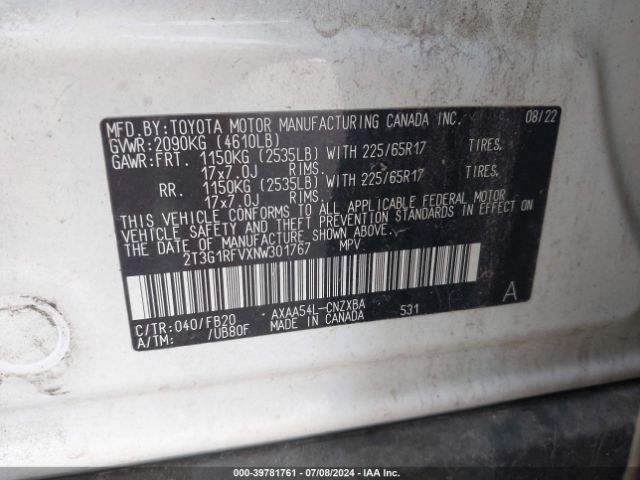 MFD.BY:TOYOTA MOTOR MANUFACTURING CANADA INC. 08/22
GVWR:2090KG (4610LB)
GAWR:FRT. 1150KG (2535LB) WITH 225/65R17 TIRES.
17x7.0J RIMS.
RR. 1150KG (2535LB) WITH 225/65R17 TIRES.
17x7.0J RIMS.
THIS VEHICLE CONFORMS TO ALL APPLICABLE FEDERAL MOTOR
VEHICLE SAFETY AND THEFT PREVENTION STANDARDS IN EFFECT ON
THE DATE OF MANUFACTURE SHOWN ABOVE.
2T3G1RFVXNW301767 MPV
C/TR:040/FB20 AXAA54L-CNZXBA 531 A
A/TM: /UB80F MADE IN CANADA
000-39781761 | 07/08/2024 | IAA Inc.